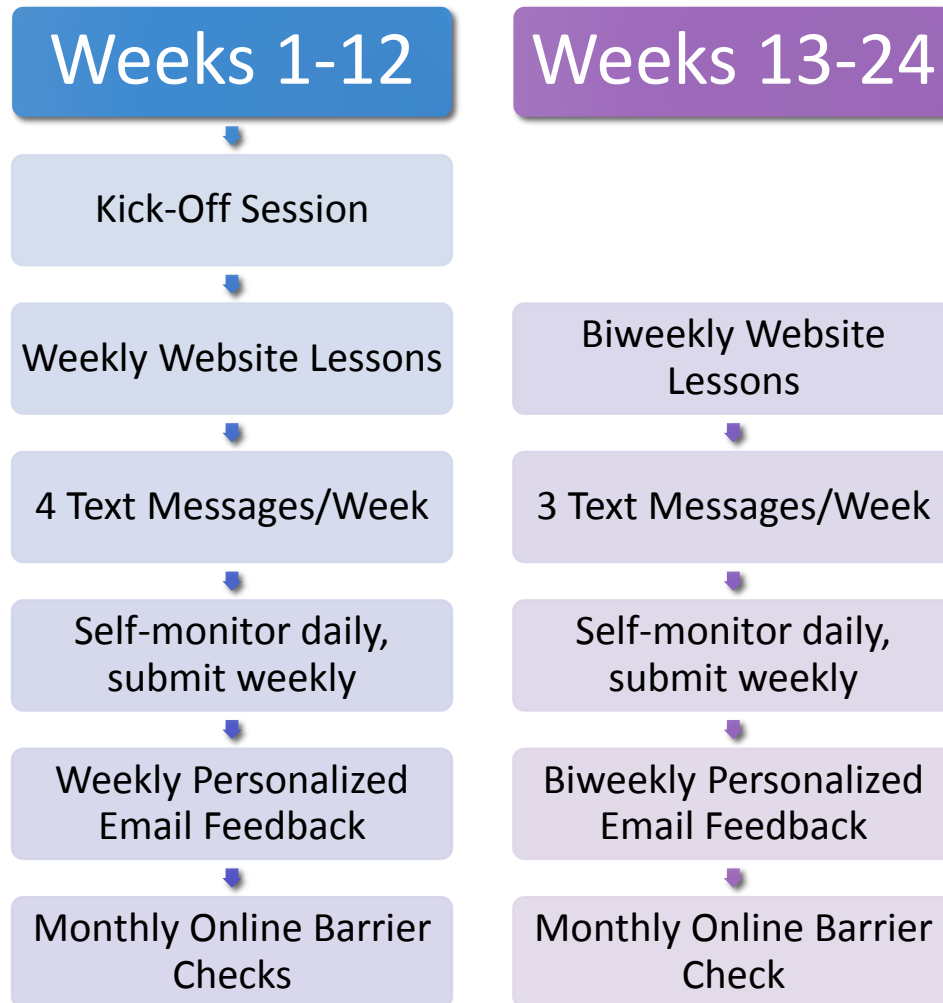 Weeks 1-12
Kick-Off Session
Weekly Website Lessons
4 Text Messages/Week
Self-monitor daily,
submit weekly
Weekly Personalized
Email Feedback
Monthly Online Barrier
Checks
Weeks 13-24
Biweekly Website
Lessons
3 Text Messages/Week
Self-monitor daily,
submit weekly
Biweekly Personalized
Email Feedback
Monthly Online Barrier
Check